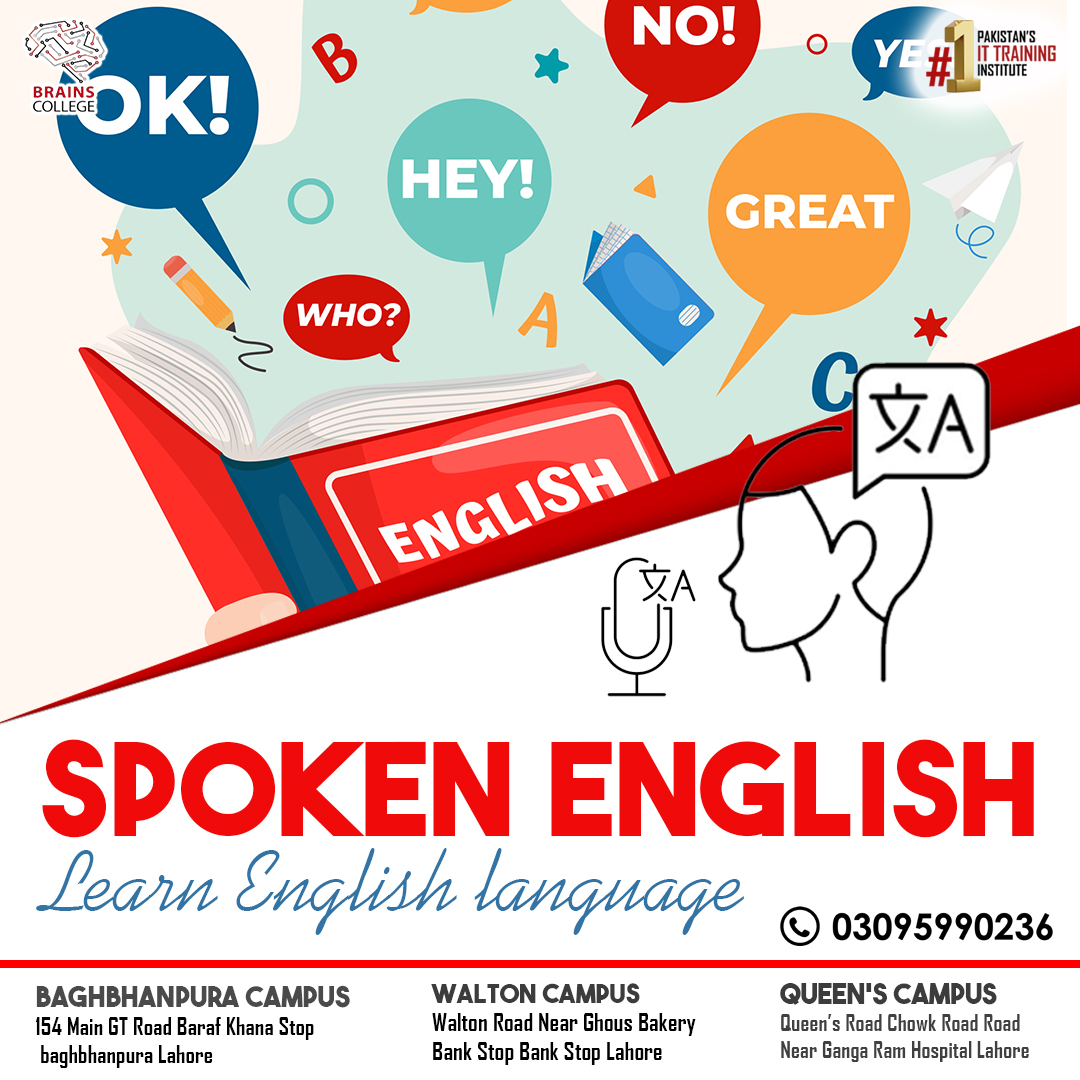 BRAINS
COLLEGE
OK!
B
NO!
#1
PAKISTAN'S
IT TRAINING
INSTITUTE
HEY!
GREAT
WHO?
A
C
文A
ENGLISH
文A
SPOKEN ENGLISH
Learn English language
03095990236
BAGHBHANPURA CAMPUS
154 Main GT Road Baraf Khana Stop
baghbhanpura Lahore
WALTON CAMPUS
Walton Road Near Ghous Bakery
Bank Stop Bank Stop Lahore
QUEEN'S CAMPUS
Queen's Road Chowk Road Road
Near Ganga Ram Hospital Lahore